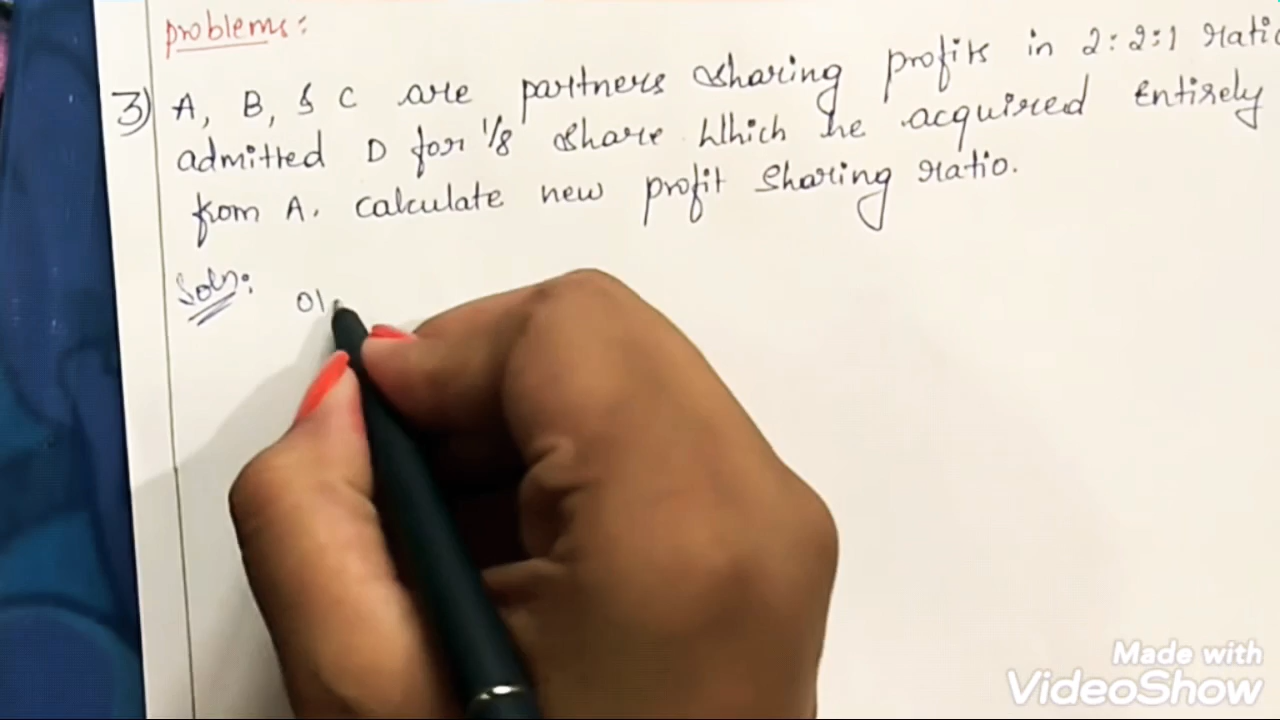 problems:
3) A, B, & C are partners sharing profits in 2:2:1 ratio
admitted D for 1/8 share which he acquired entirely
from A. calculate new profit sharing ratio.
Soln:
Ol
Made with
VideoShow